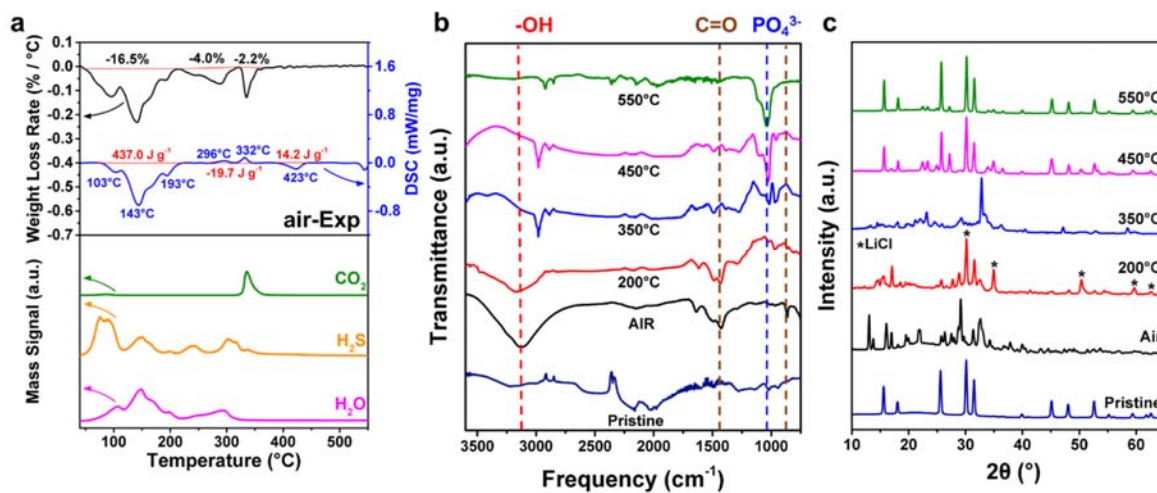 a
Weight Loss Rate (% / °C)
0.1
0.0
-0.1
-0.2
-0.3
-0.4
-0.5
-0.6
-0.7
-16.5%
-4.0%
-2.2%
437.0 J g⁻¹
296°C
332°C
14.2 J g⁻¹
-19.7 J g⁻¹
103°C
193°C
423°C
143°C
air-Exp
1.6
0.8
0.0
-0.8
DSC (mW/mg)
Mass Signal (a.u.)
CO₂
H₂S
H₂O
100
200
300
400
500
Temperature (°C)
b
-OH
C=O
PO₄³⁻
Transmittance (a.u.)
550°C
450°C
350°C
200°C
AIR
Pristine
3500
3000
2500
2000
1500
1000
Frequency (cm⁻¹)
c
Intensity (a.u.)
550°C
450°C
350°C
*LiCl
*
200°C
*
*
*
*
Air
Pristine
10
20
30
40
50
60
2θ (°)